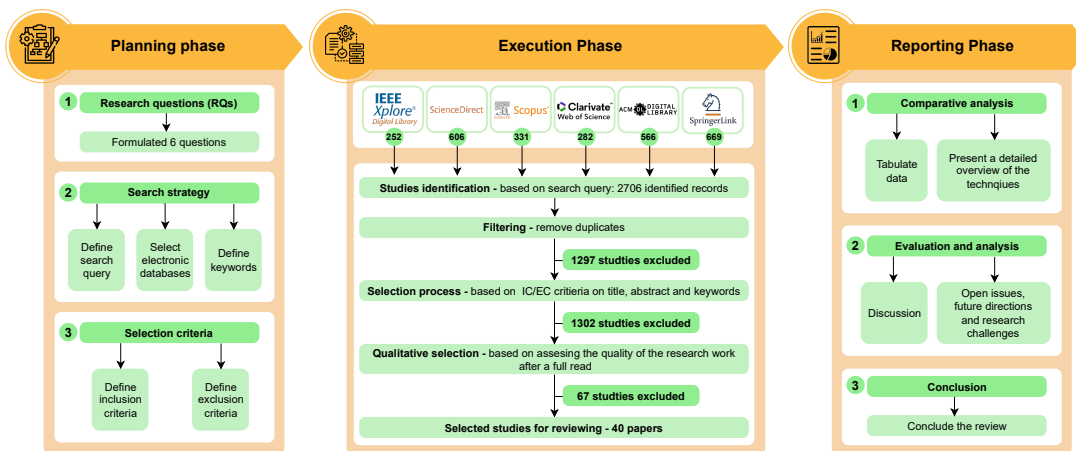 Planning phase
1
Research questions (RQs)
Formulated 6 questions
2
Search strategy
Define
search
query
Select
electronic
databases
Define
keywords
3
Selection criteria
Define
inclusion
criteria
Define
exclusion
criteria
Execution Phase
IEEE
Xplore®
Digital Library
252
ScienceDirect
606
ELSEVIER
Scopus®
331
Clarivate™
Web of Science
282
ACM DL DIGITAL
LIBRARY
566
SpringerLink
669
Studies identification - based on search query: 2706 identified records
Filtering - remove duplicates
1297 studties excluded
Selection process - based on IC/EC critieria on title, abstract and keywords
1302 studties excluded
Qualitative selection - based on assesing the quality of the research work
after a full read
67 studties excluded
Selected studies for reviewing - 40 papers
Reporting Phase
1
Comparative analysis
Tabulate
data
Present a detailed
overview of the
technqiues
2
Evaluation and analysis
Discussion
Open issues,
future directions
and research
challenges
3
Conclusion
Conclude the review